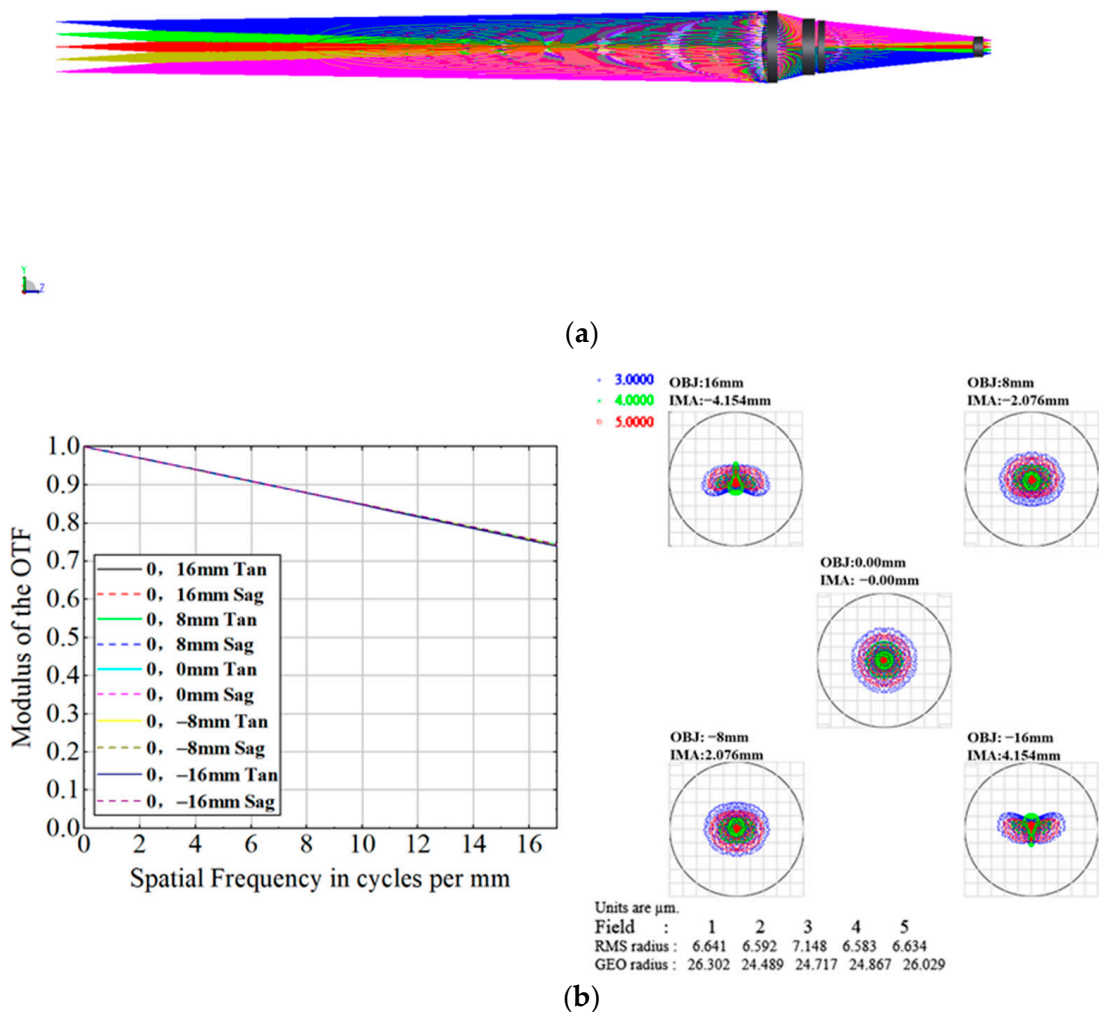 Y
Z
(a)
1.0
0.9
0.8
0.7
0.6
0.5
0.4
0.3
0.2
0.1
0.0
Modulus of the OTF
0, 16mm Tan
0, 16mm Sag
0, 8mm Tan
0, 8mm Sag
0, 0mm Tan
0, 0mm Sag
0, −8mm Tan
0, −8mm Sag
0, −16mm Tan
0, −16mm Sag
0 2 4 6 8 10 12 14 16
Spatial Frequency in cycles per mm
3.0000
4.0000
5.0000
OBJ:16mm
IMA:−4.154mm
OBJ:8mm
IMA:−2.076mm
OBJ:0.00mm
IMA: −0.00mm
OBJ: −8mm
IMA:2.076mm
OBJ: −16mm
IMA:4.154mm
Units are μm.
Field : 1 2 3 4 5
RMS radius : 6.641 6.592 7.148 6.583 6.634
GEO radius : 26.302 24.489 24.717 24.867 26.029
(b)